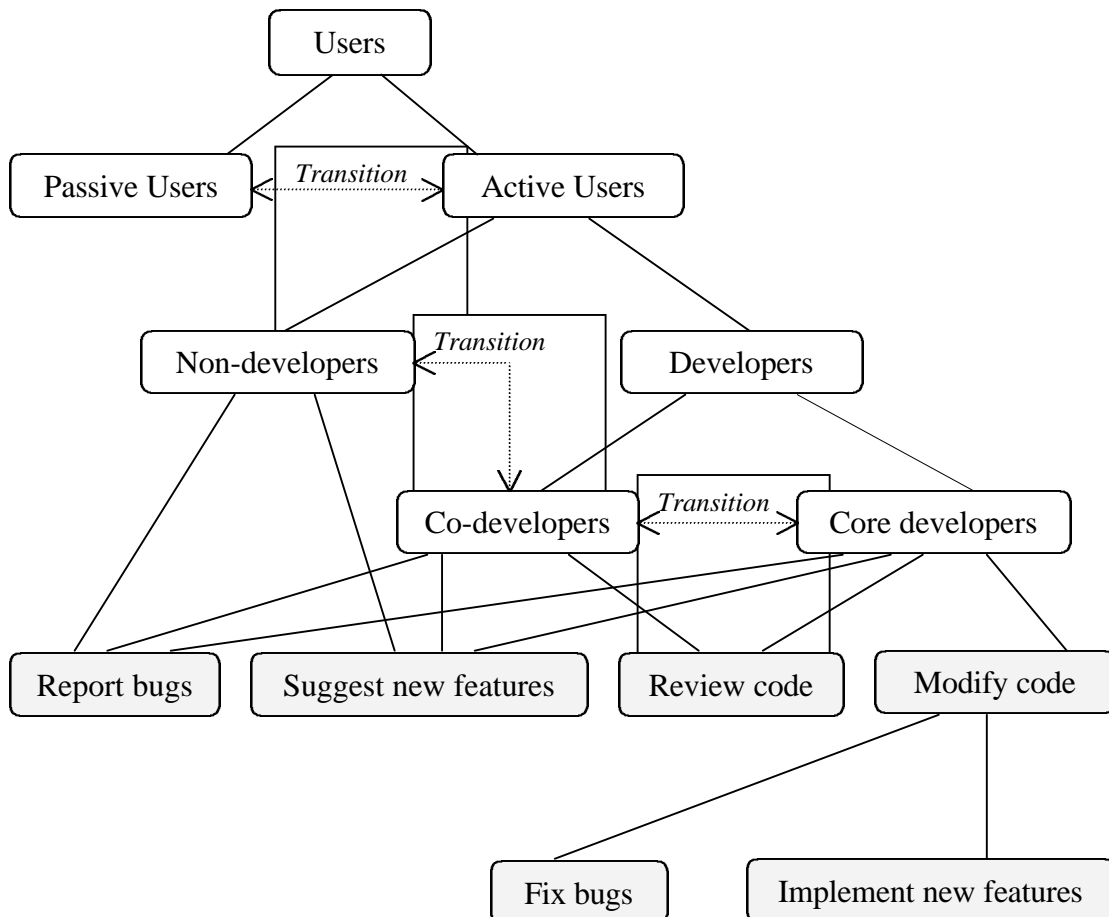 Users
Passive Users
Transition
Active Users
Non-developers
Transition
Developers
Co-developers
Transition
Core developers
Report bugs
Suggest new features
Review code
Modify code
Fix bugs
Implement new features